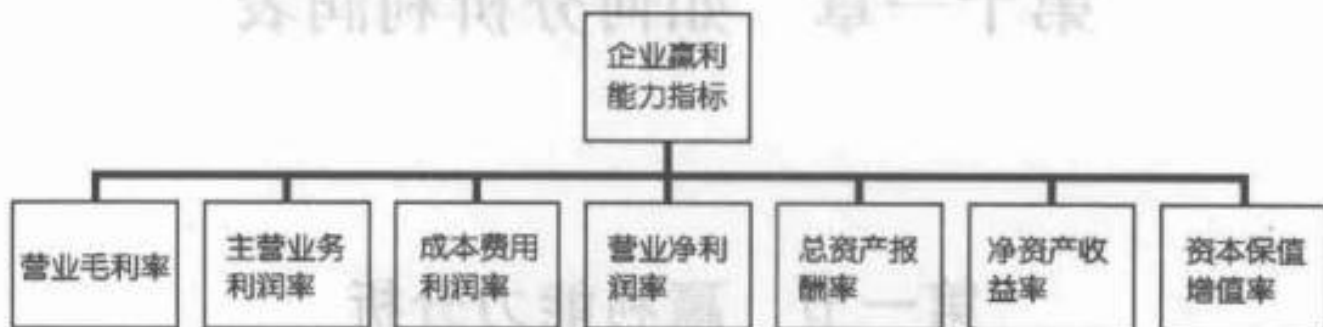 企业赢利
能力指标
营业毛利率
主营业务
利润率
成本费用
利润率
营业净利
润率
总资产报
酬率
净资产收
益率
资本保值
增值率